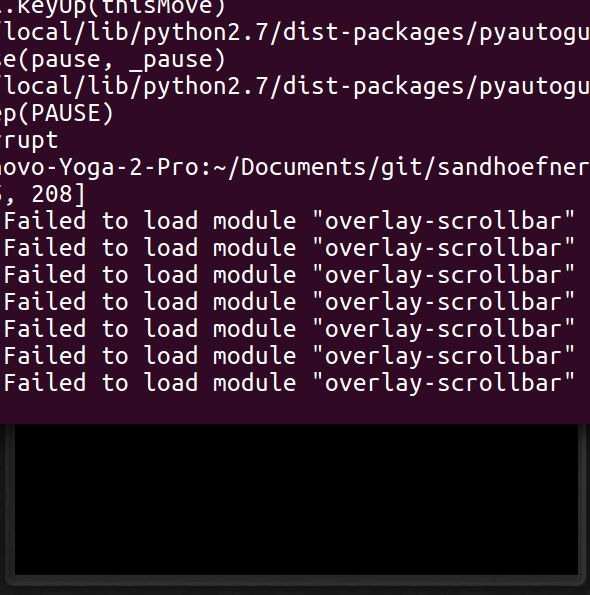 .keyUp(thisMove)
/local/lib/python2.7/dist-packages/pyautogu
se(pause, _pause)
/local/lib/python2.7/dist-packages/pyautogu
ep(PAUSE)
rrupt
novo-Yoga-2-Pro:~/Documents/git/sandhoefner
, 208]
Failed to load module "overlay-scrollbar"
Failed to load module "overlay-scrollbar"
Failed to load module "overlay-scrollbar"
Failed to load module "overlay-scrollbar"
Failed to load module "overlay-scrollbar"
Failed to load module "overlay-scrollbar"
Failed to load module "overlay-scrollbar"